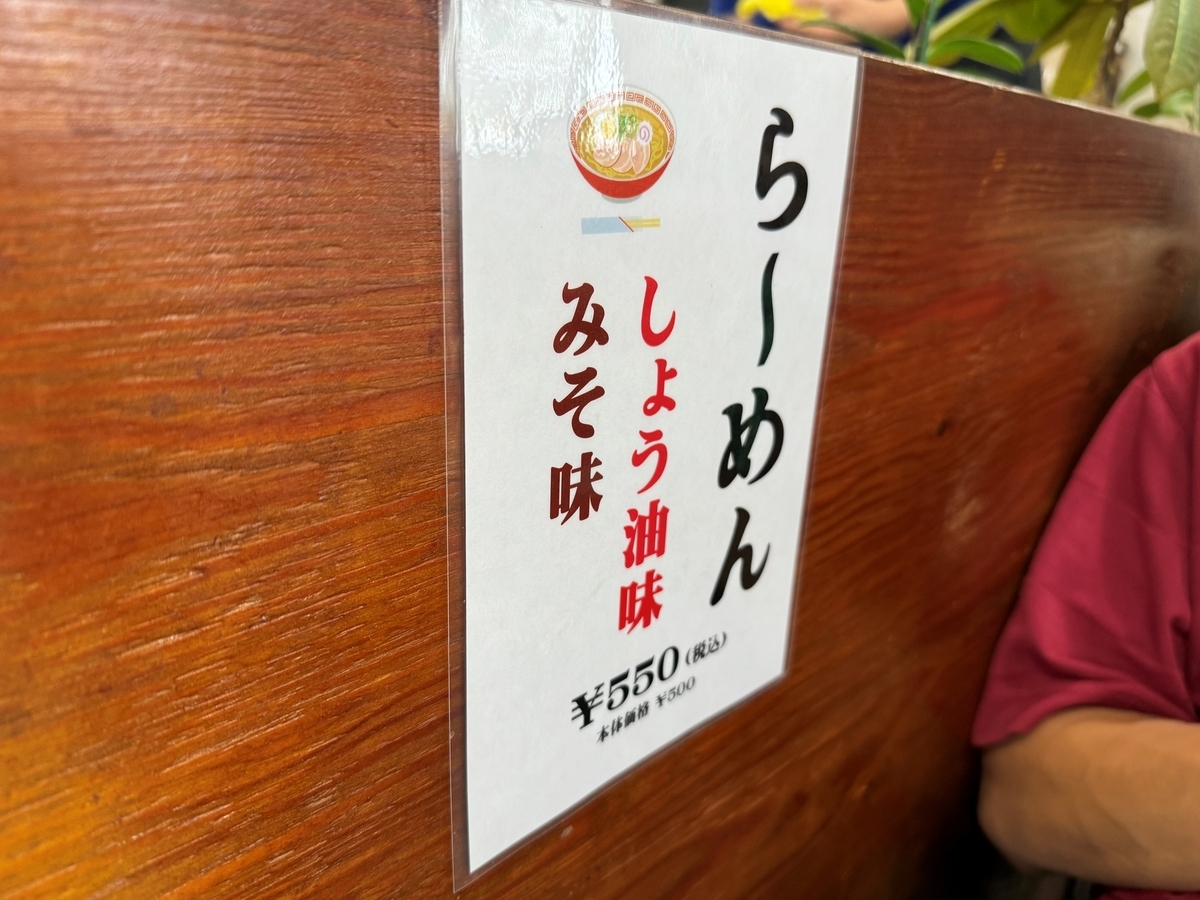 らーめん
しょう油味
みそ味
¥550(税込)
本体価格 ¥500